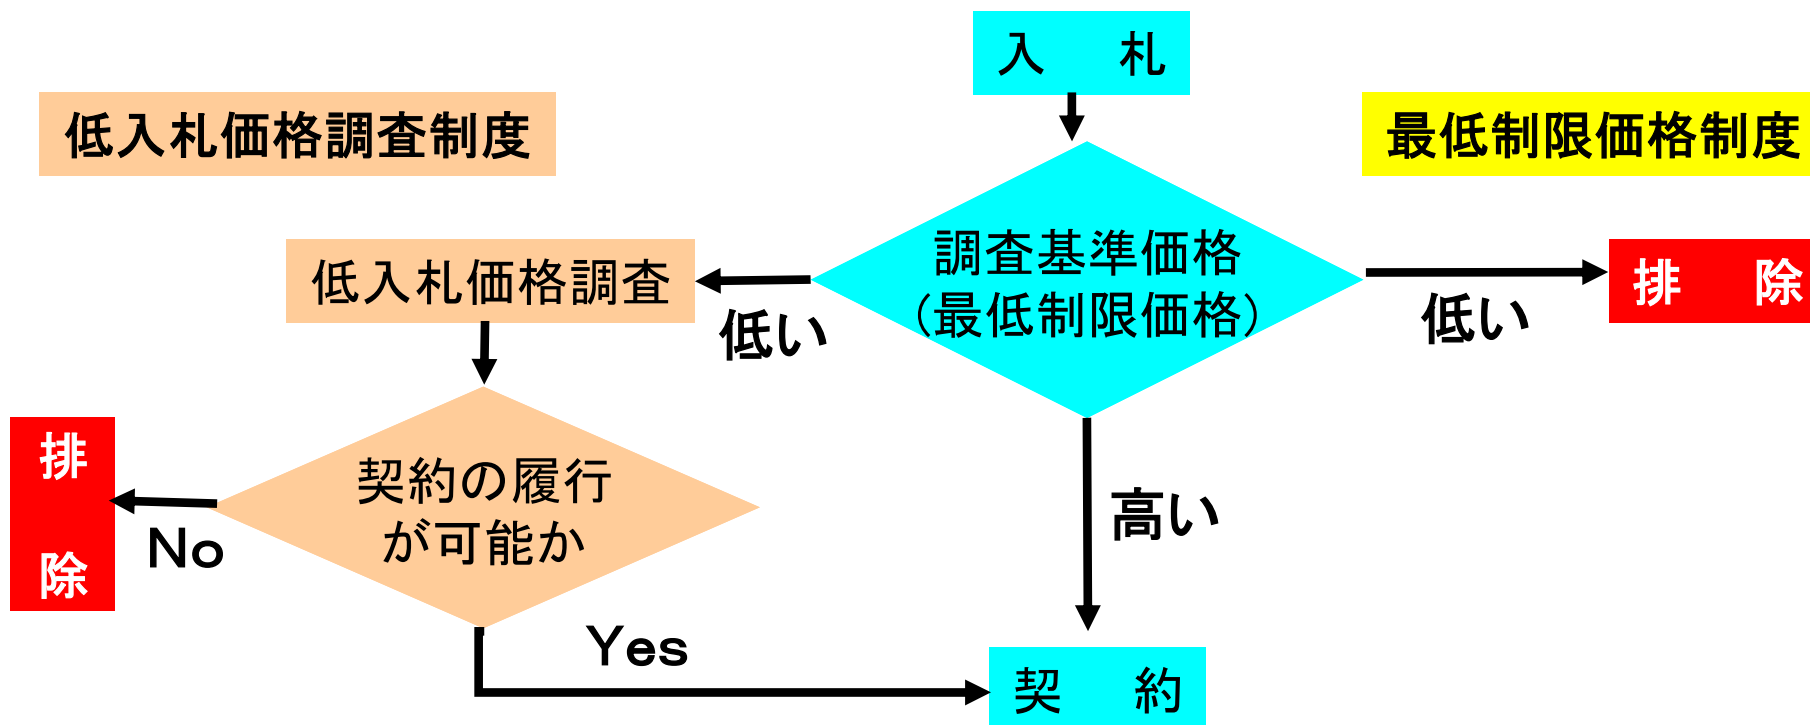 入　札
低入札価格調査制度
最低制限価格制度
調査基準価格
（最低制限価格）
低入札価格調査
低い
低い
排　除
契約の履行
が可能か
排
除
No
高い
Yes
契　約